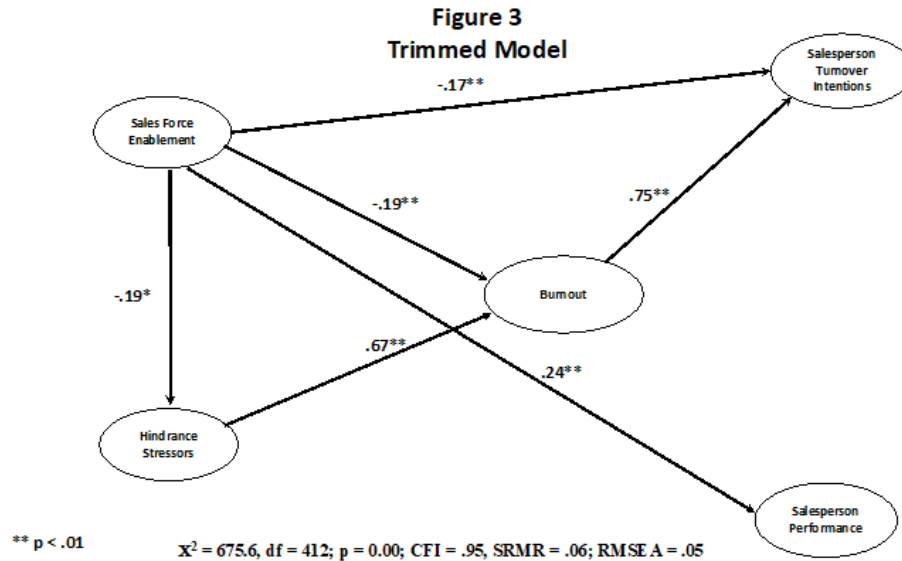 Figure 3
Trimmed Model
Salesperson
Turnover
Intentions
-.17**
Sales Force
Enablement
-.19**
.75**
-.19*
Burnout
.67**
.24**
Hindrance
Stressors
Salesperson
Performance
** p < .01
X² = 675.6, df = 412; p = 0.00; CFI = .95, SRMR = .06; RMSEA = .05